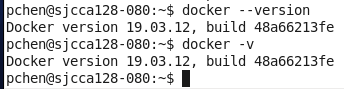 pchen@sjcca128-080:~$ docker --version
Docker version 19.03.12, build 48a66213fe
pchen@sjcca128-080:~$ docker -v
Docker version 19.03.12, build 48a66213fe
pchen@sjcca128-080:~$